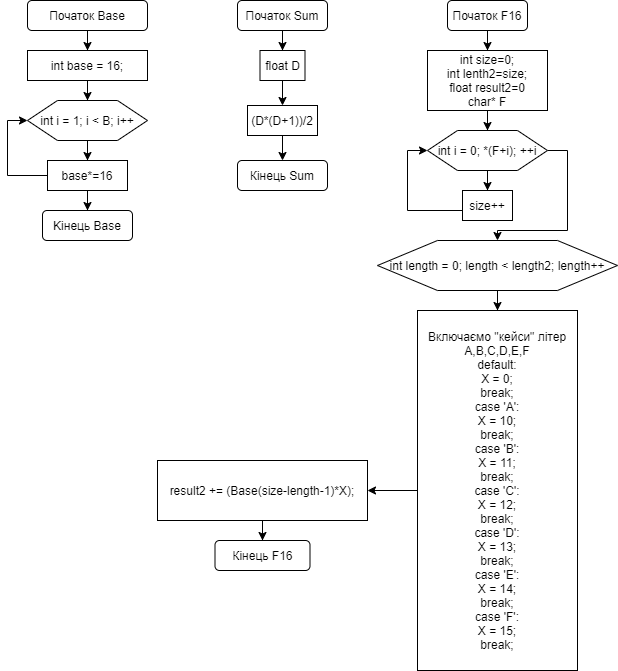 Початок Base
int base = 16;
int i = 1; i < B; i++
base*=16
Кінець Base
Початок Sum
float D
(D*(D+1))/2
Кінець Sum
Початок F16
int size=0;
int lenth2=size;
float result2=0
char* F
int i = 0; *(F+i); ++i
size++
int length = 0; length < length2; length++
Включаємо "кейси" літер
A,B,C,D,E,F
default:
X = 0;
break;
case 'A':
X = 10;
break;
case 'B':
X = 11;
break;
case 'C':
X = 12;
break;
case 'D':
X = 13;
break;
case 'E':
X = 14;
break;
case 'F':
X = 15;
break;
result2 += (Base(size-length-1)*X);
Кінець F16